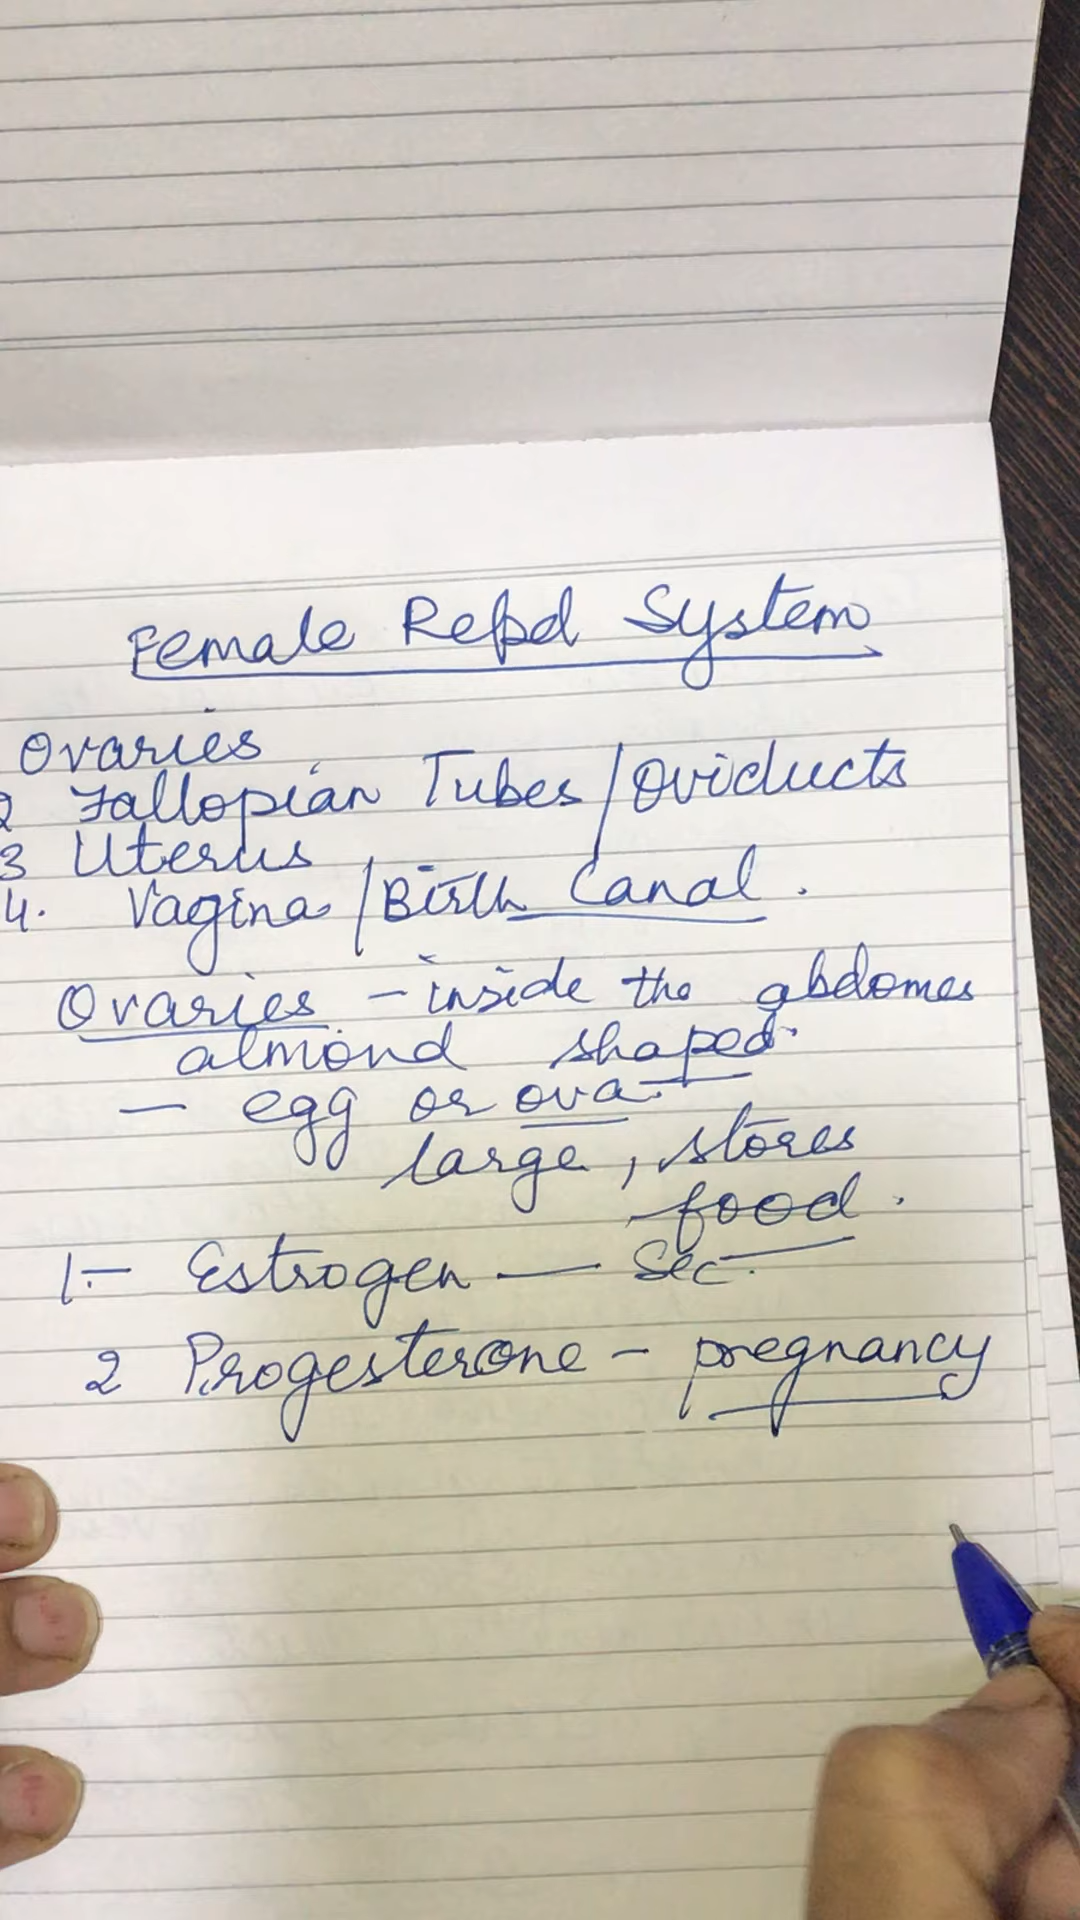 Female Repd System
Ovaries
2 Fallopian Tubes / Oviducts
3 Uterus
4. Vagina / Birth Canal.
Ovaries - inside the abdomen
almond shaped.
- egg or ova.
large, stores
food.
1.- Estrogen - Sec.
2 Progesterone - pregnancy